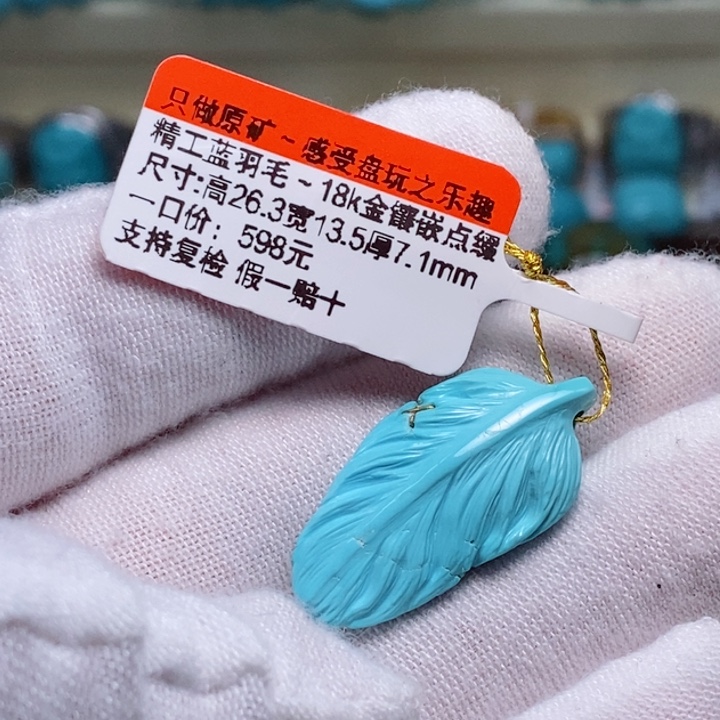 只做原矿~感受盘玩之乐趣
精工蓝羽毛~18k金镶嵌点缀
尺寸:高26.3宽13.5厚7.1mm
一口价：598元
支持复检 假一赔十